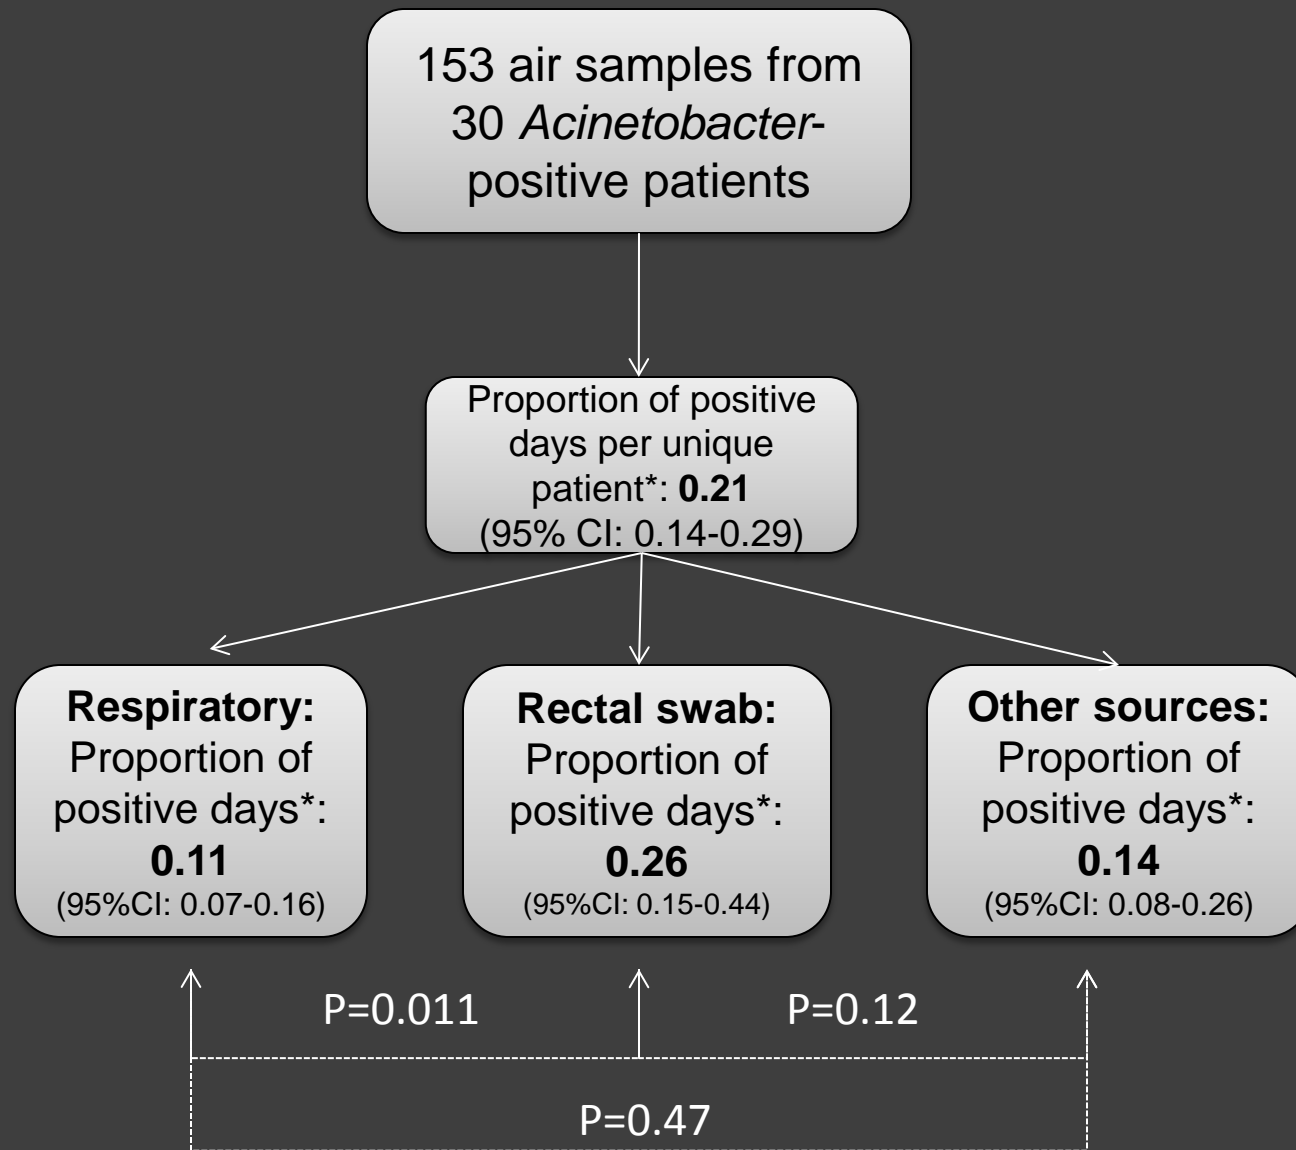 153 air samples from
30 Acinetobacter-
positive patients
Proportion of positive
days per unique
patient*: 0.21
(95% CI: 0.14-0.29)
Respiratory:
Proportion of
positive days*:
0.11
(95%CI: 0.07-0.16)
Rectal swab:
Proportion of
positive days*:
0.26
(95%CI: 0.15-0.44)
Other sources:
Proportion of
positive days*:
0.14
(95%CI: 0.08-0.26)
P=0.011
P=0.12
P=0.47